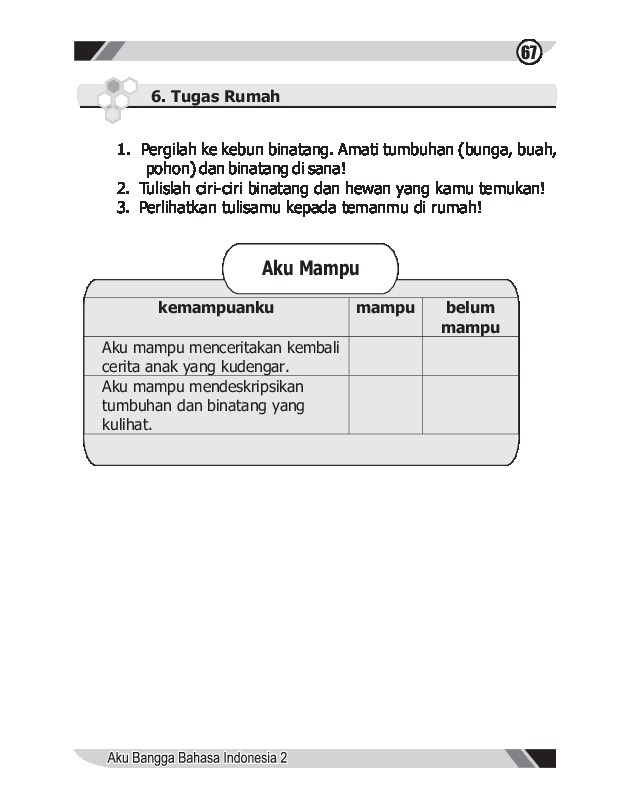 67
6. Tugas Rumah
1. Pergilah ke kebun binatang. Amati tumbuhan (bunga, buah,
pohon) dan binatang di sana!
2. Tulislah ciri-ciri binatang dan hewan yang kamu temukan!
3. Perlihatkan tulisamu kepada temanmu di rumah!
Aku Mampu
kemampuanku mampu belum
mampu
Aku mampu menceritakan kembali
cerita anak yang kudengar.
Aku mampu mendeskripsikan
tumbuhan dan binatang yang
kulihat.
Aku Bangga Bahasa Indonesia 2